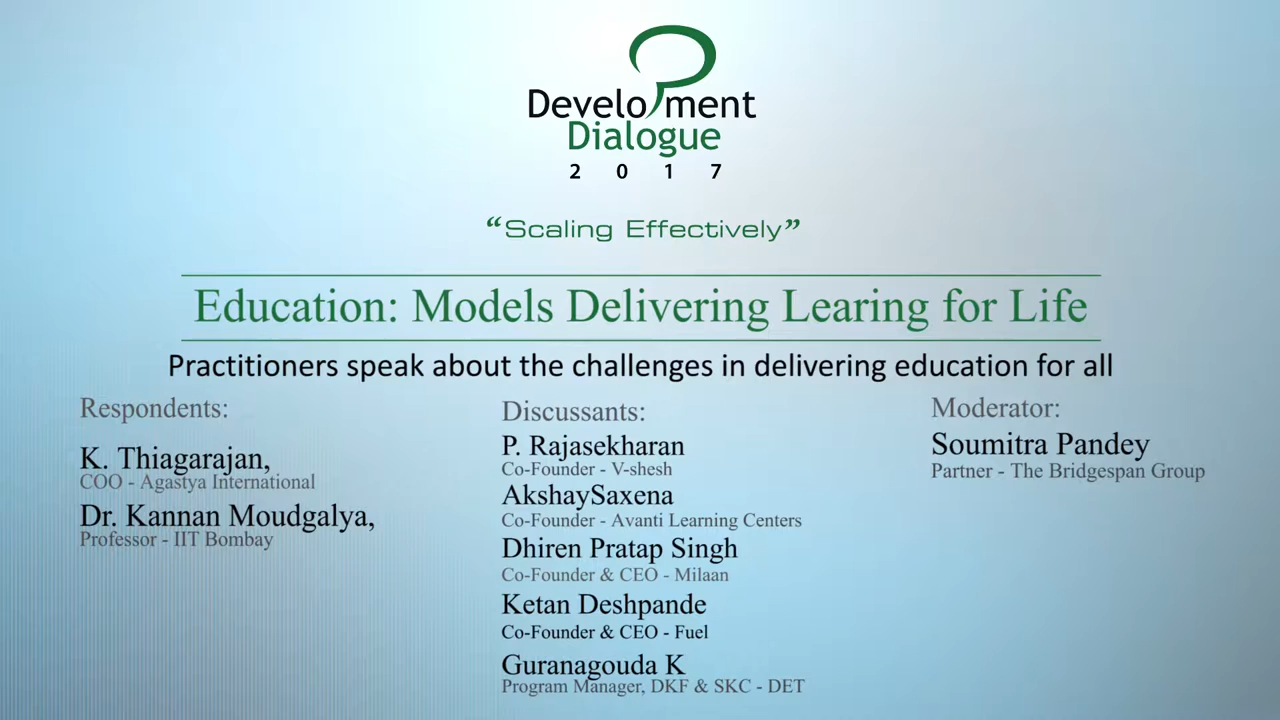 Development
Dialogue
2 0 1 7
“Scaling Effectively”
Education: Models Delivering Learing for Life
Practitioners speak about the challenges in delivering education for all
Respondents:
K. Thiagarajan,
COO - Agastya International
Dr. Kannan Moudgalya,
Professor - IIT Bombay
Discussants:
P. Rajasekharan
Co-Founder - V-shesh
AkshaySaxena
Co-Founder - Avanti Learning Centers
Dhiren Pratap Singh
Co-Founder & CEO - Milaan
Ketan Deshpande
Co-Founder & CEO - Fuel
Guranagouda K
Program Manager, DKF & SKC - DET
Moderator:
Soumitra Pandey
Partner - The Bridgespan Group